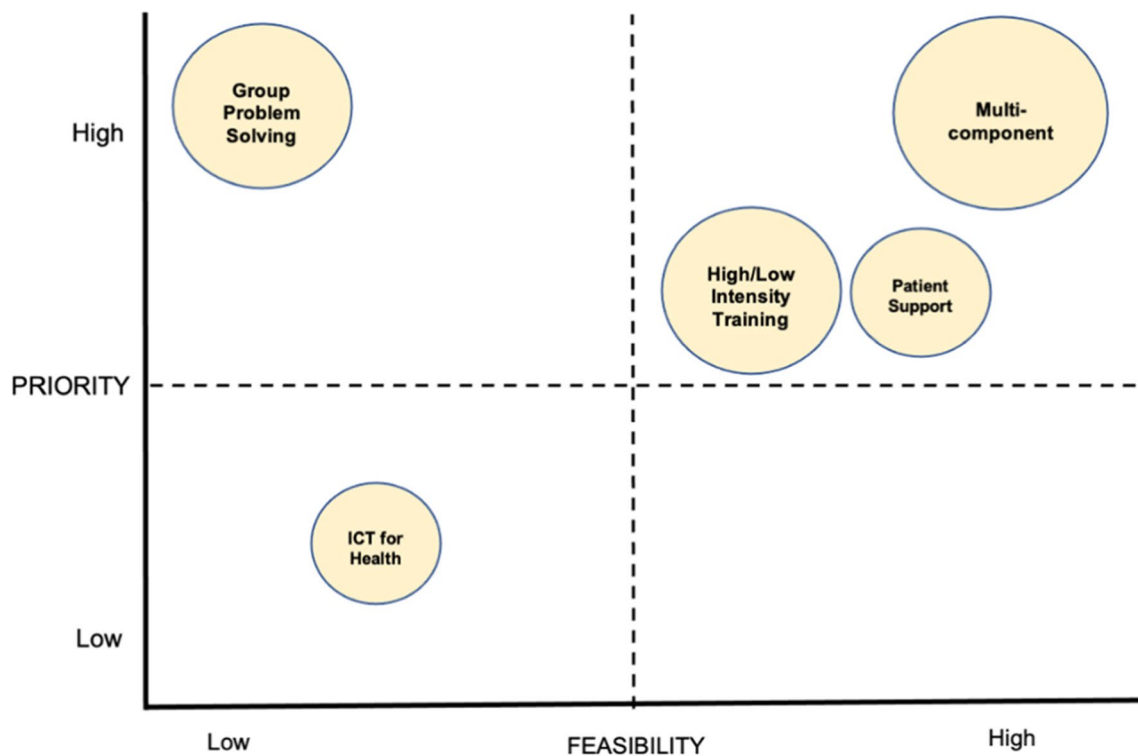 Group
Problem
Solving
Multi-
component
High
High/Low
Intensity
Training
Patient
Support
PRIORITY
ICT for
Health
Low
Low
FEASIBILITY
High